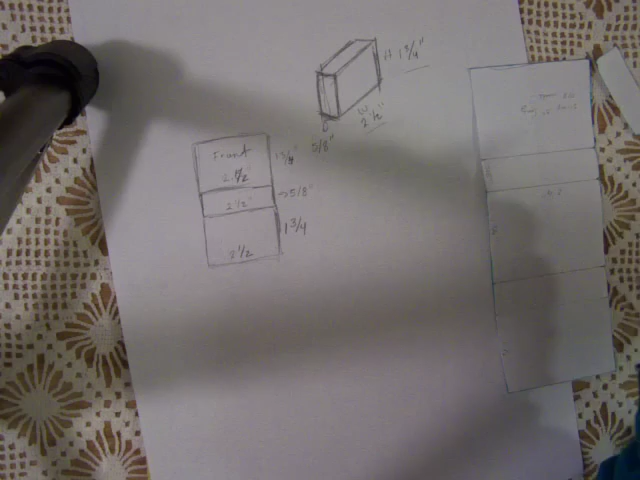 H 1 3/4"
W
2 1/2"
D
5/8"
Front
2 1/2
1 3/4"
2 1/2"
5/8"
1 3/4
2 1/2